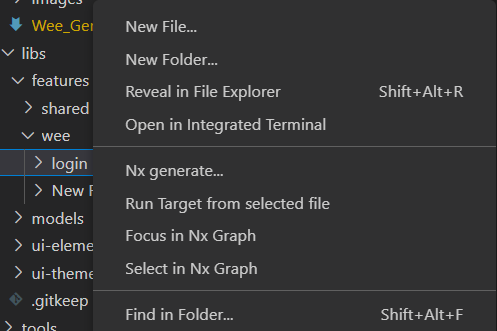 images
Wee_Ger
libs
features
shared
wee
login
New F
models
ui-eleme
ui-theme
.gitkeep
tools
New File...
New Folder...
Reveal in File Explorer Shift+Alt+R
Open in Integrated Terminal
Nx generate...
Run Target from selected file
Focus in Nx Graph
Select in Nx Graph
Find in Folder... Shift+Alt+F